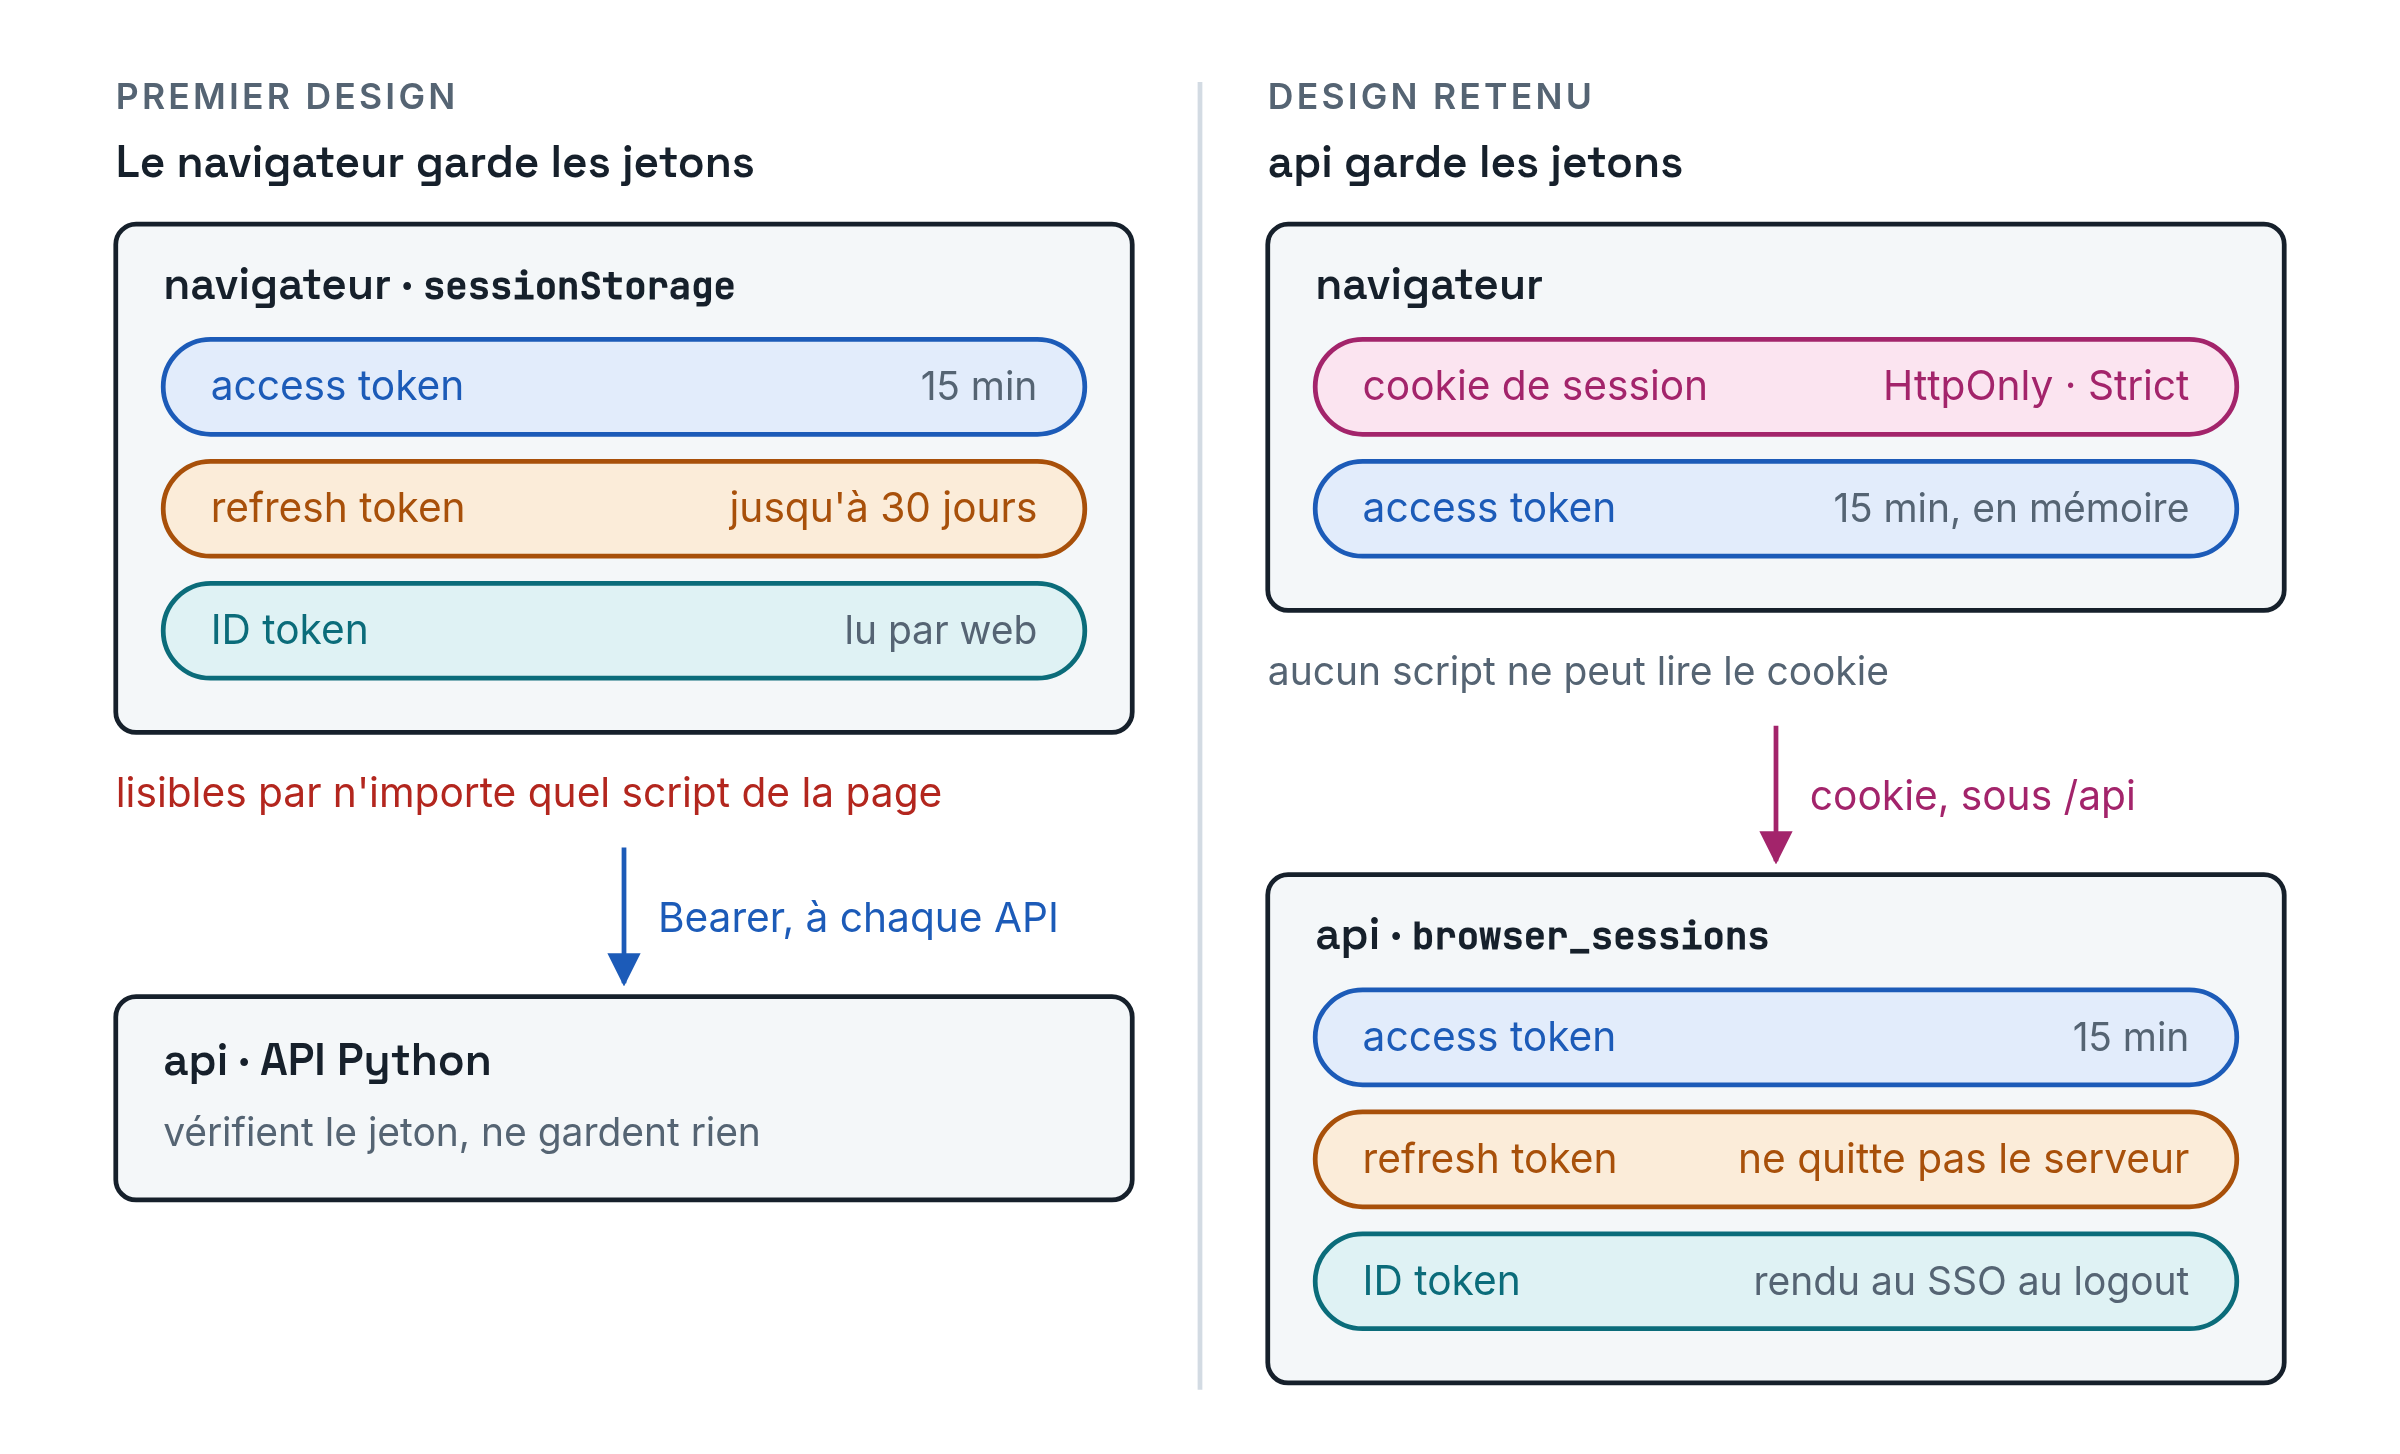 PREMIER DESIGN
Le navigateur garde les jetons
navigateur · sessionStorage
access token 15 min
refresh token jusqu'à 30 jours
ID token lu par web
lisibles par n'importe quel script de la page
Bearer, à chaque API
api · API Python
vérifient le jeton, ne gardent rien
DESIGN RETENU
api garde les jetons
navigateur
cookie de session HttpOnly · Strict
access token 15 min, en mémoire
aucun script ne peut lire le cookie
cookie, sous /api
api · browser_sessions
access token 15 min
refresh token ne quitte pas le serveur
ID token rendu au SSO au logout